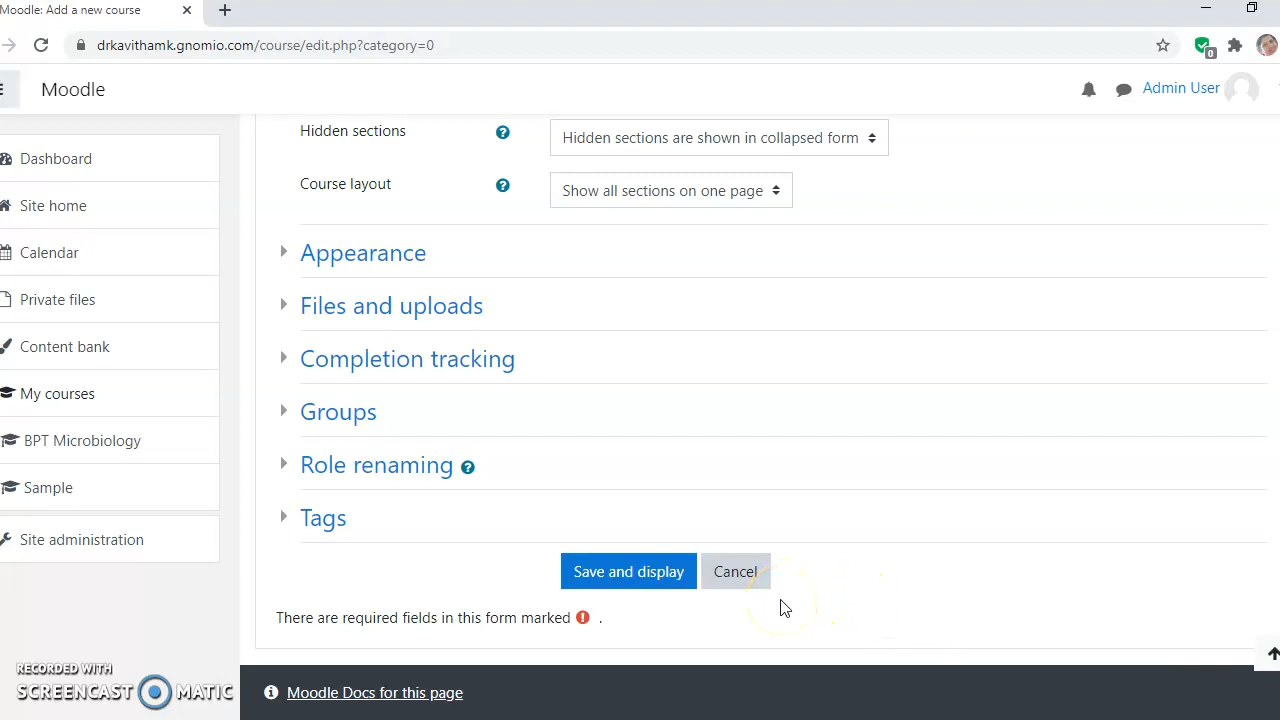 Moodle: Add a new course
drkavithamk.gnomio.com/course/edit.php?category=0
0
Moodle
Admin User
Dashboard
Site home
Calendar
Private files
Content bank
My courses
BPT Microbiology
Sample
Site administration
Hidden sections
Hidden sections are shown in collapsed form
Course layout
Show all sections on one page
Appearance
Files and uploads
Completion tracking
Groups
Role renaming
Tags
Save and display
Cancel
There are required fields in this form marked .
Moodle Docs for this page
RECORDED WITH
SCREENCAST MATIC